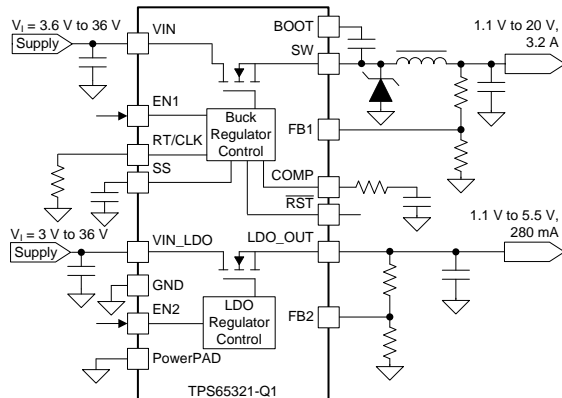 V_I = 3.6 V to 36 V
Supply
VIN
BOOT
SW
1.1 V to 20 V,
3.2 A
EN1
Buck
Regulator
Control
RT/CLK
FB1
SS
COMP
RST
V_I = 3 V to 36 V
Supply
VIN_LDO
LDO_OUT
1.1 V to 5.5 V,
280 mA
GND
EN2
LDO
Regulator
Control
FB2
PowerPAD
TPS65321-Q1